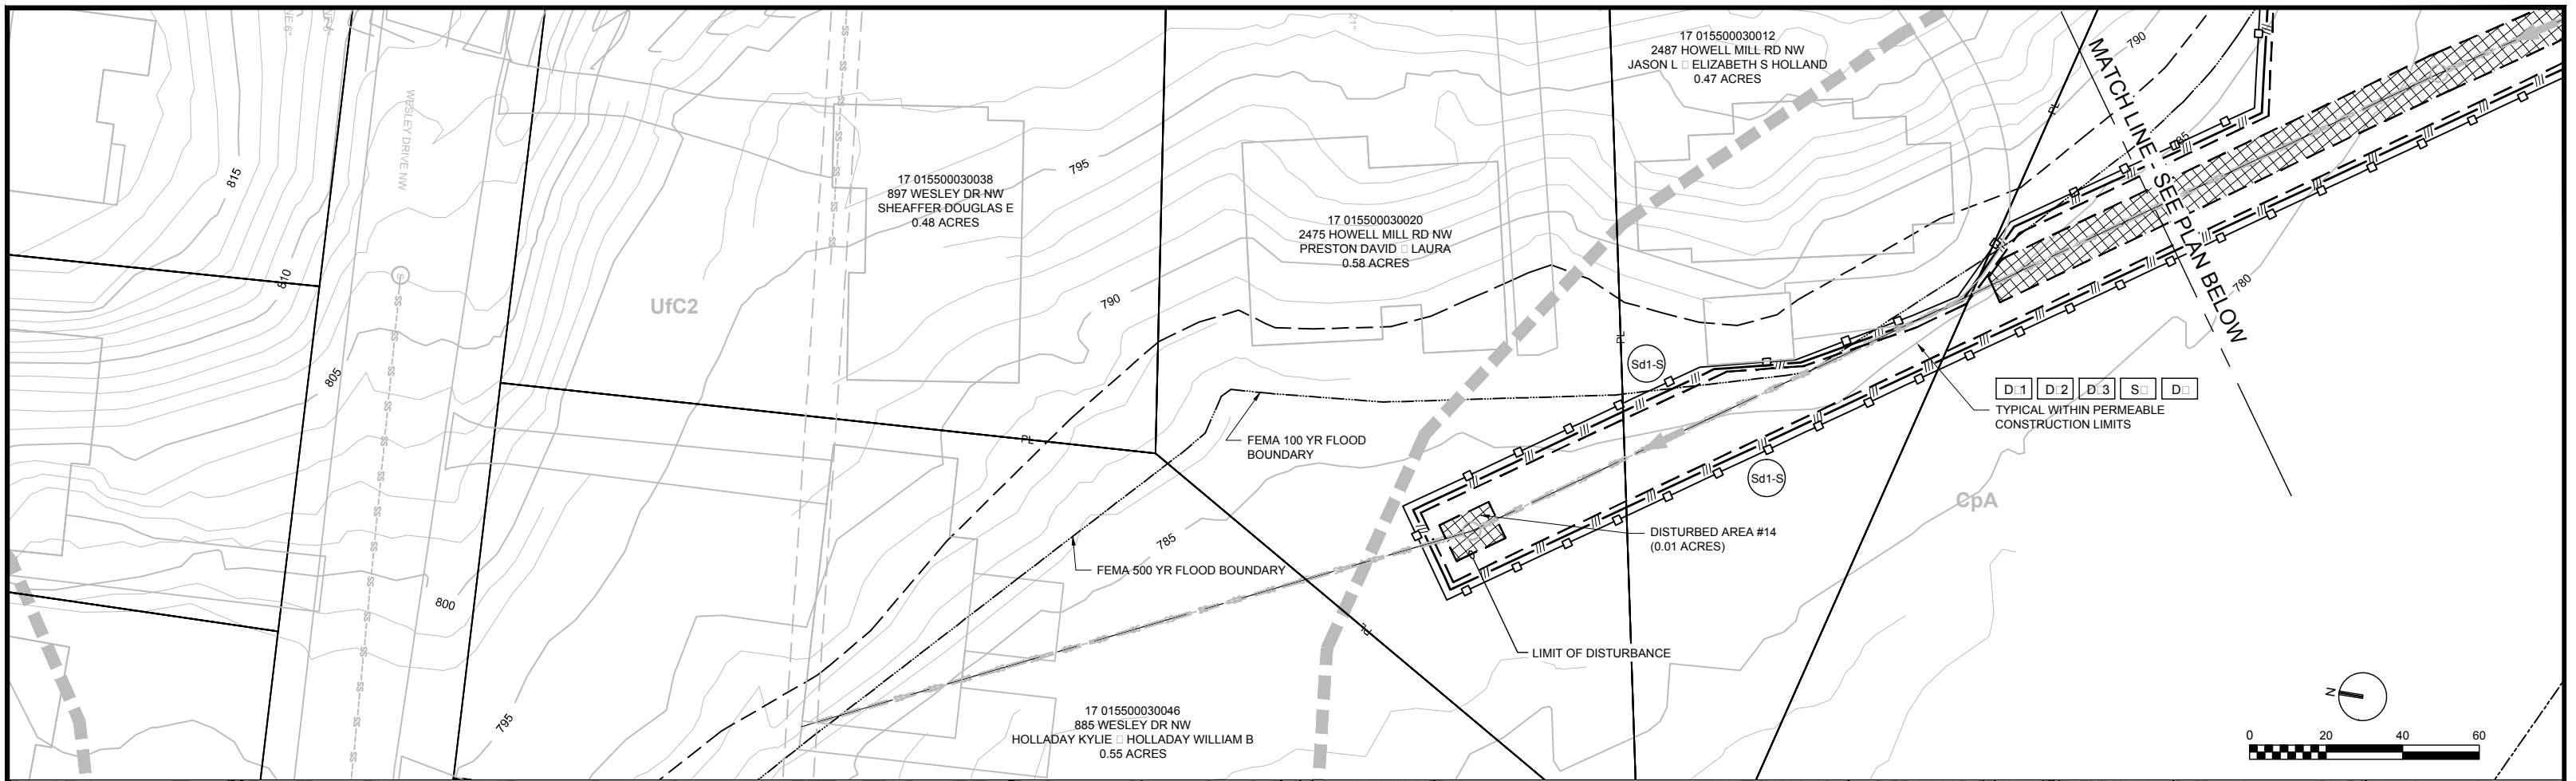 17 015500030012
2487 HOWELL MILL RD NW
JASON L □ ELIZABETH S HOLLAND
0.47 ACRES
790
MATCH LINE - SEE PLAN BELOW
WESLEY DRIVE NW
815
17 015500030038
897 WESLEY DR NW
SHEAFFER DOUGLAS E
0.48 ACRES
795
17 015500030020
2475 HOWELL MILL RD NW
PRESTON DAVID □ LAURA
0.58 ACRES
PL
810
UfC2
790
780
PL
805
Sd1-S
D□1 D□2 D□3 S□ D□
TYPICAL WITHIN PERMEABLE
CONSTRUCTION LIMITS
PL
FEMA 100 YR FLOOD
BOUNDARY
Sd1-S
CpA
785
DISTURBED AREA #14
(0.01 ACRES)
FEMA 500 YR FLOOD BOUNDARY
800
PL
LIMIT OF DISTURBANCE
N
795
17 015500030046
885 WESLEY DR NW
HOLLADAY KYLIE □ HOLLADAY WILLIAM B
0.55 ACRES
0 20 40 60